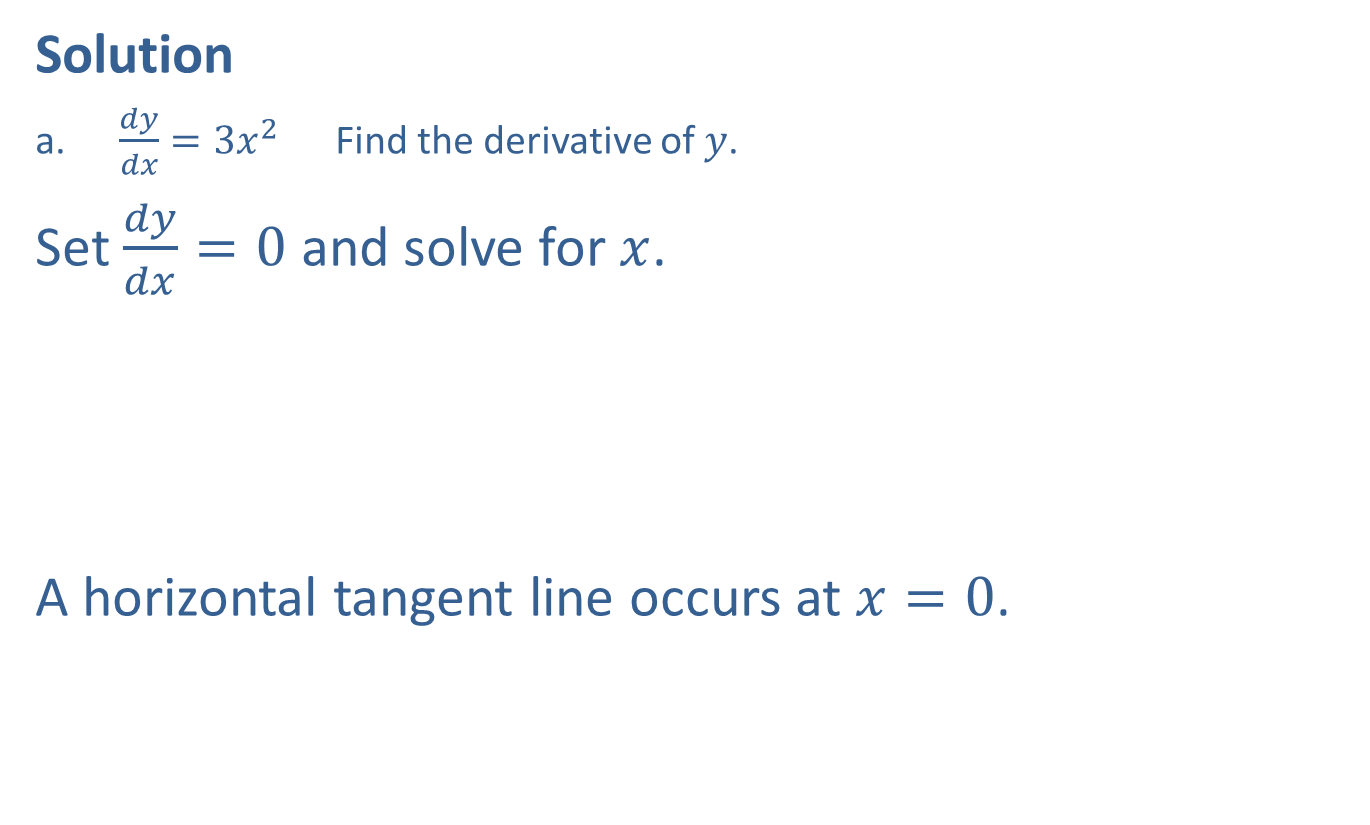 Solution
a. dy/dx = 3x² Find the derivative of y.
Set dy/dx = 0 and solve for x.
A horizontal tangent line occurs at x = 0.